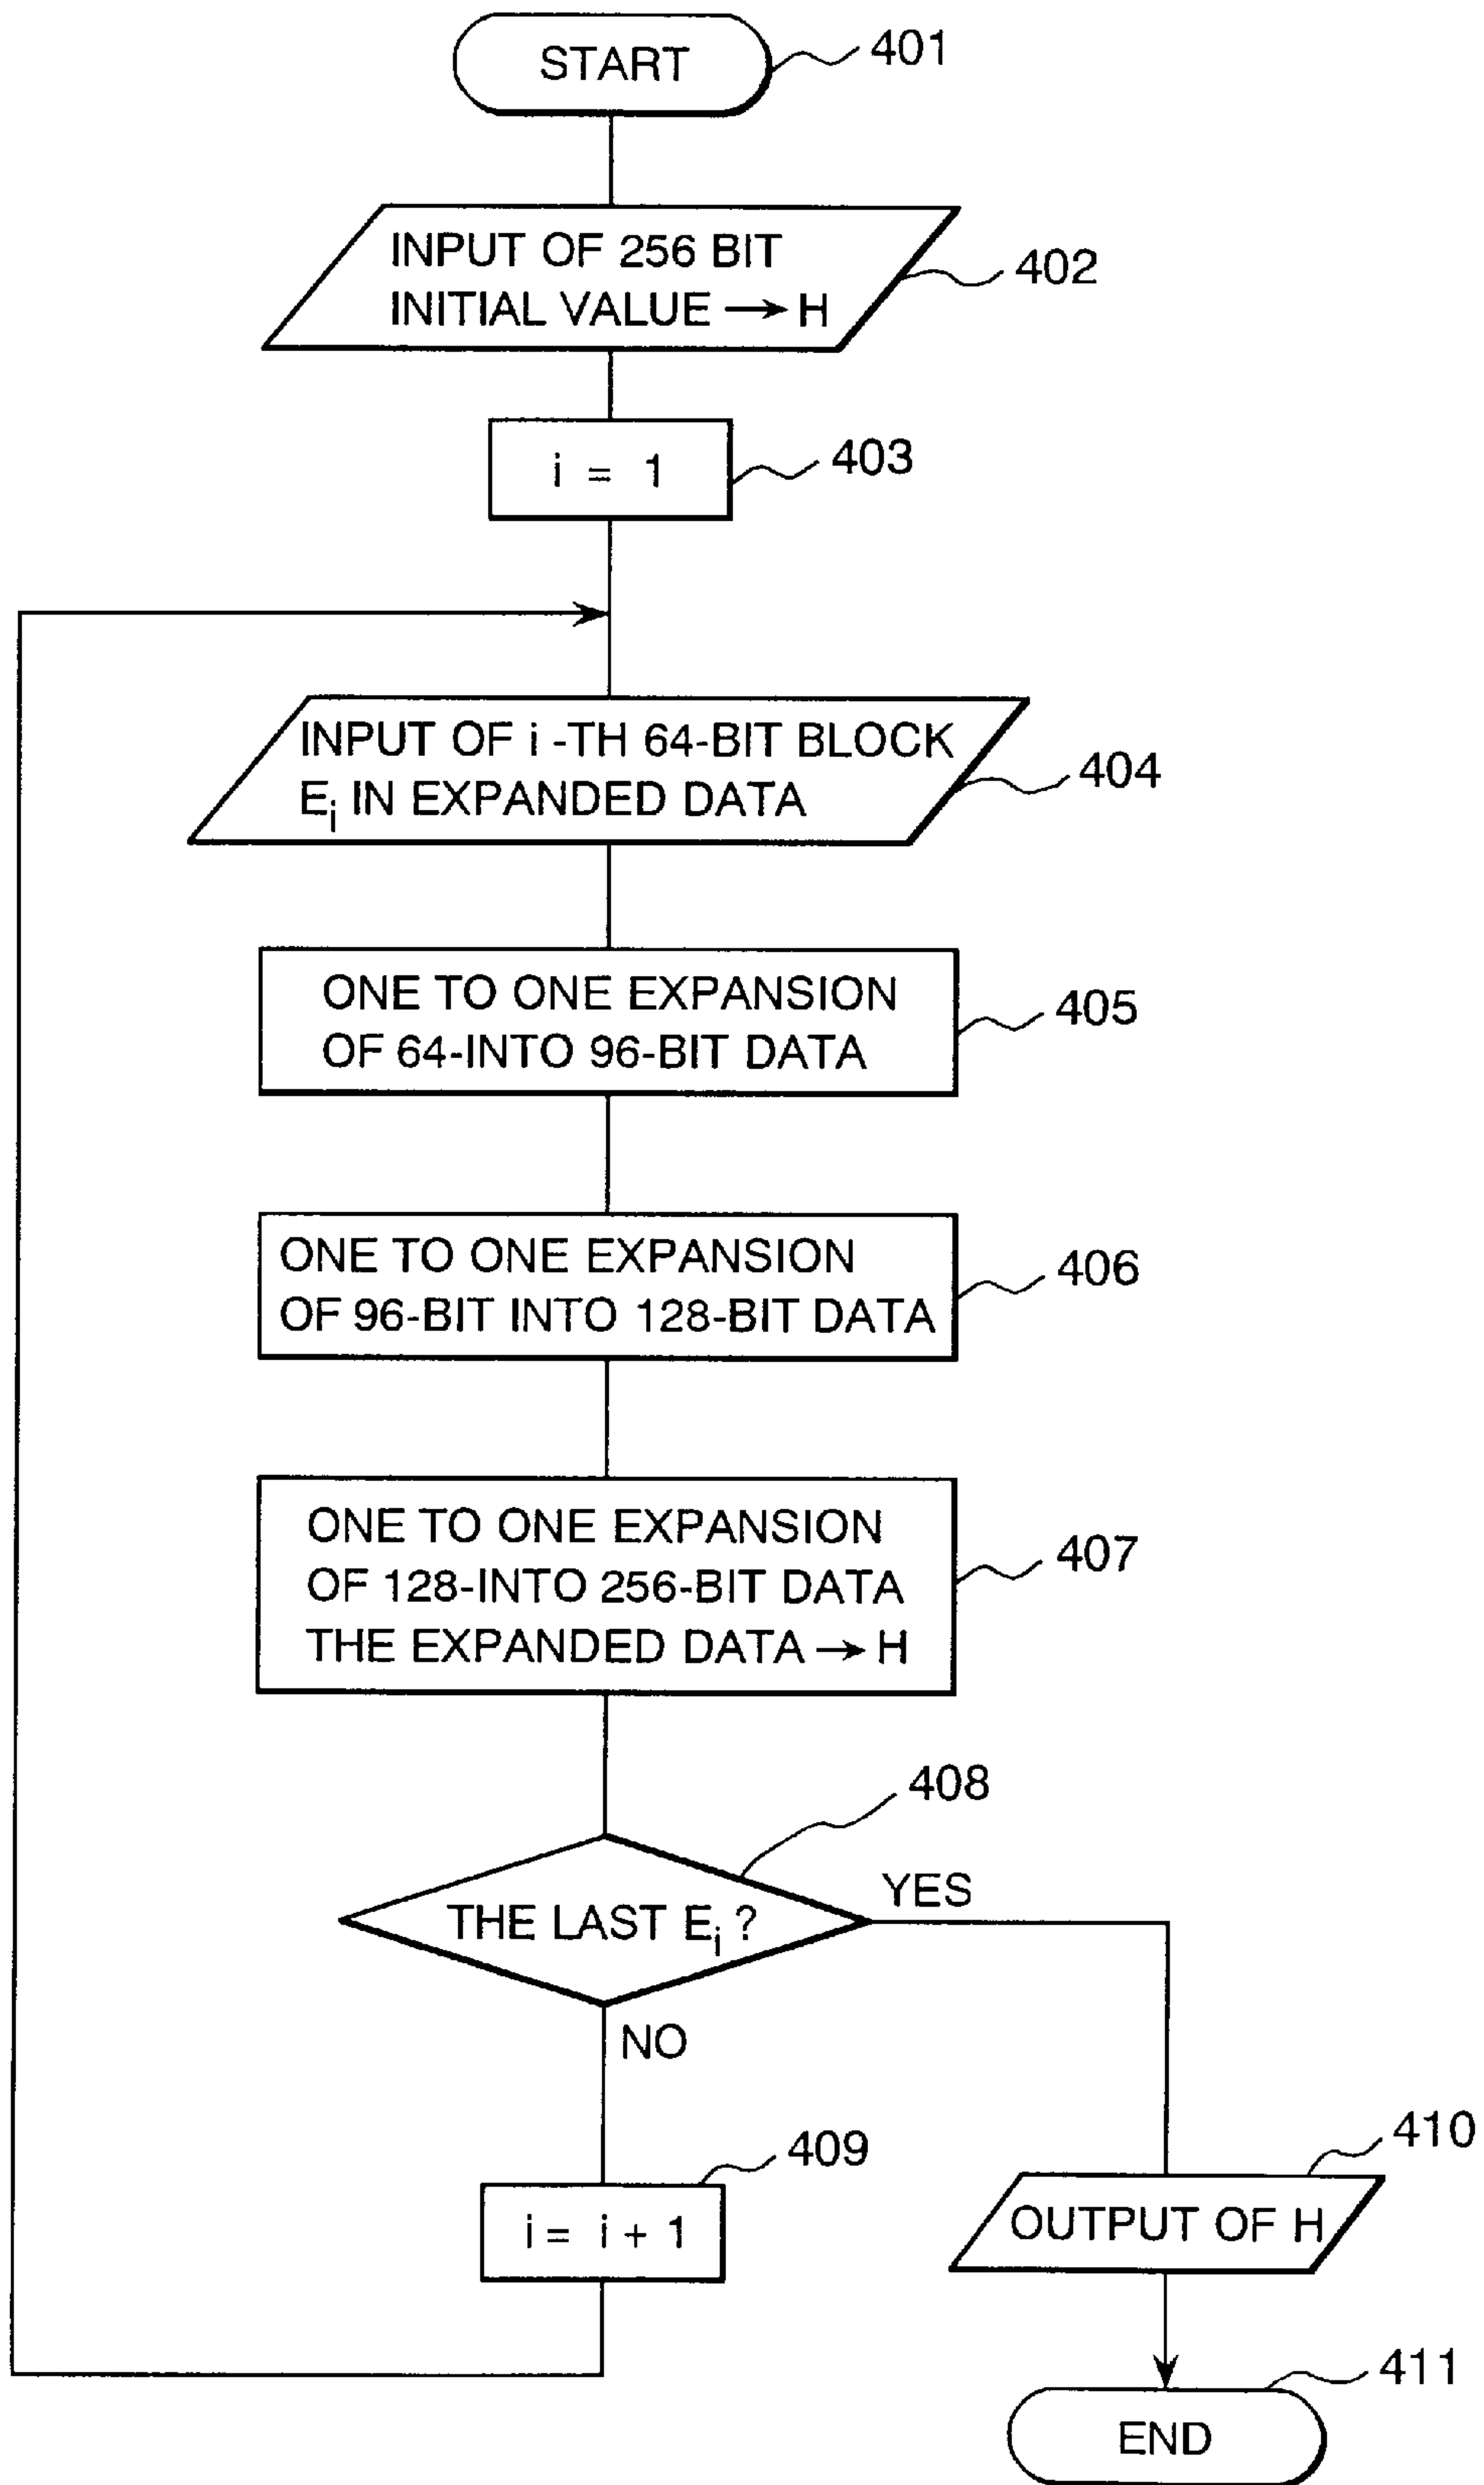 START
401
INPUT OF 256 BIT
INITIAL VALUE → H
402
i = 1
403
INPUT OF i -TH 64-BIT BLOCK
Ei IN EXPANDED DATA
404
ONE TO ONE EXPANSION
OF 64-INTO 96-BIT DATA
405
ONE TO ONE EXPANSION
OF 96-BIT INTO 128-BIT DATA
406
ONE TO ONE EXPANSION
OF 128-INTO 256-BIT DATA
THE EXPANDED DATA → H
407
408
THE LAST Ei ?
YES
NO
409
i = i + 1
410
OUTPUT OF H
411
END